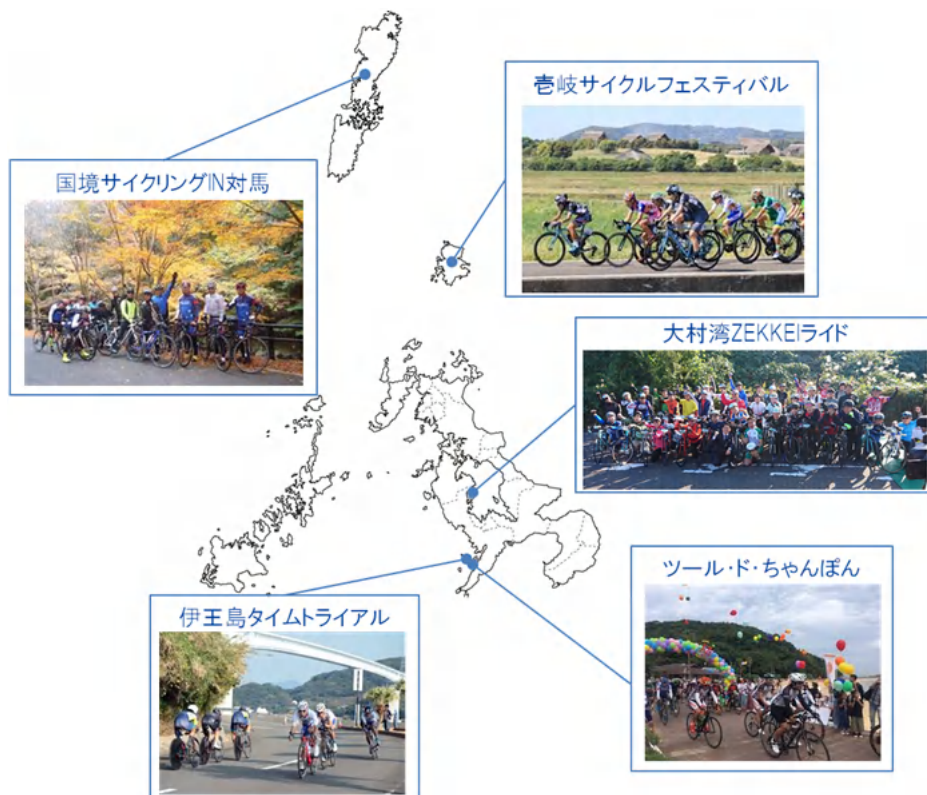 壱岐サイクルフェスティバル
国境サイクリングIN対馬
大村湾ZEKKEIライド
ツール・ド・ちゃんぽん
伊王島タイムトライアル